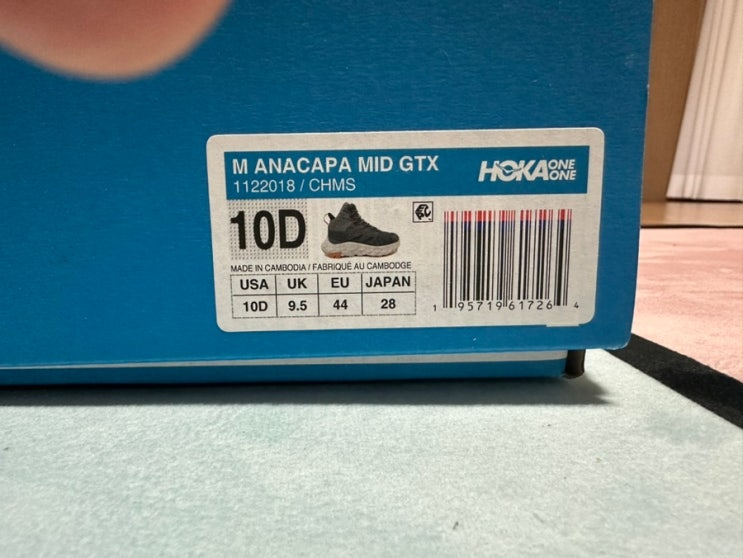 M ANACAPA MID GTX
HOKA ONE ONE
1122018 / CHMS
10D
MADE IN CAMBODIA / FABRIQUÉ AU CAMBODGE
USA UK EU JAPAN
10D 9.5 44 28
1 95719 61726 4